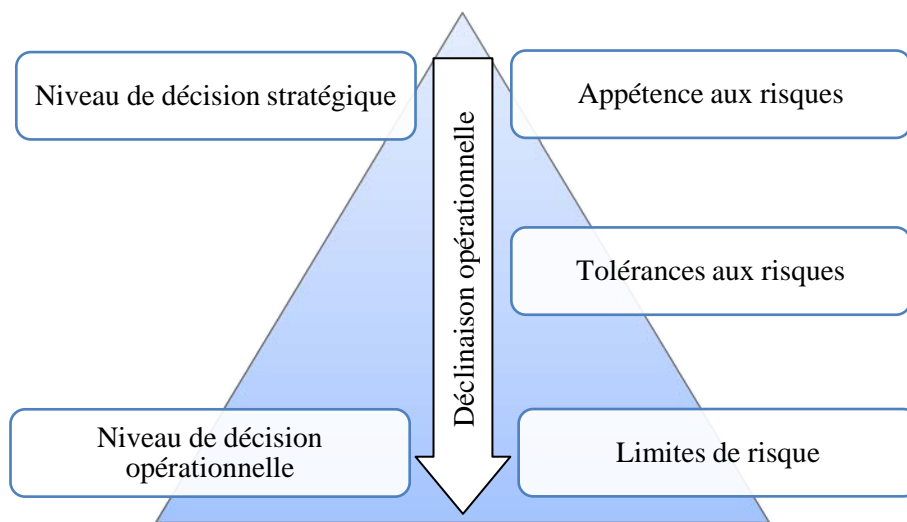 Niveau de décision stratégique
Appétence aux risques
Déclinaison opérationnelle
Tolérances aux risques
Niveau de décision
opérationnelle
Limites de risque